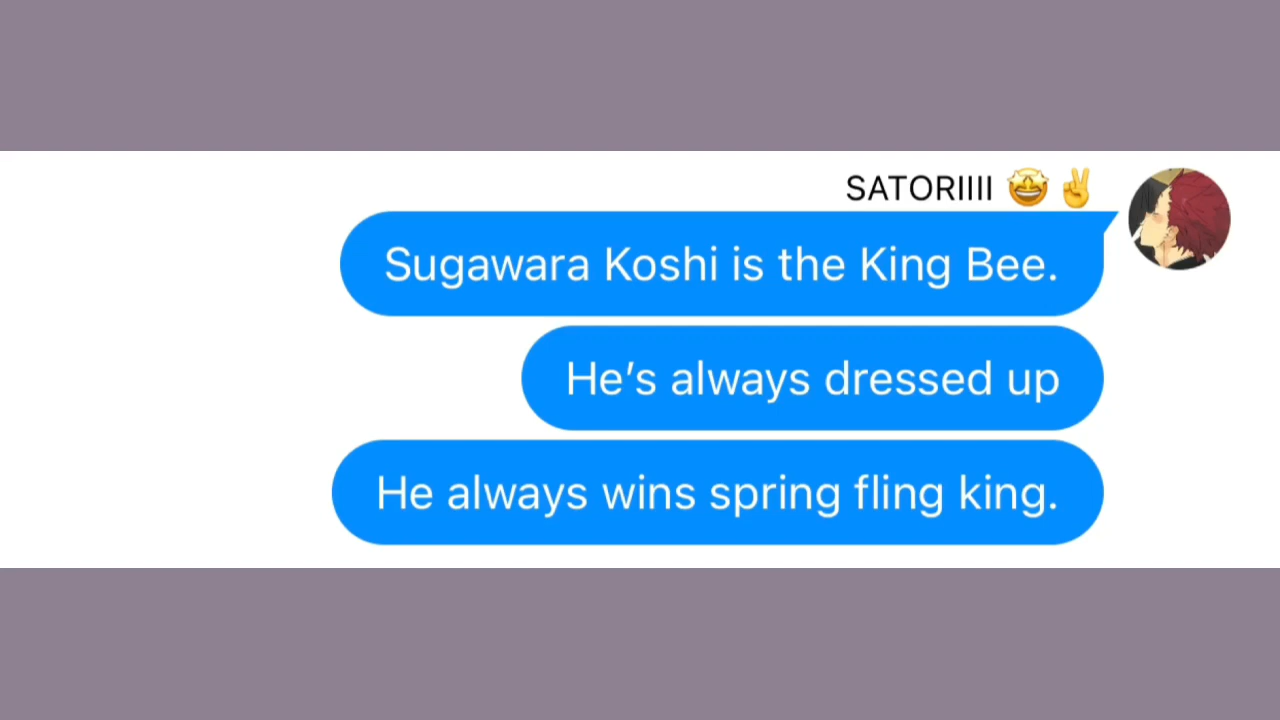 SATORIIII 🤩✌️
Sugawara Koshi is the King Bee.
He’s always dressed up
He always wins spring fling king.